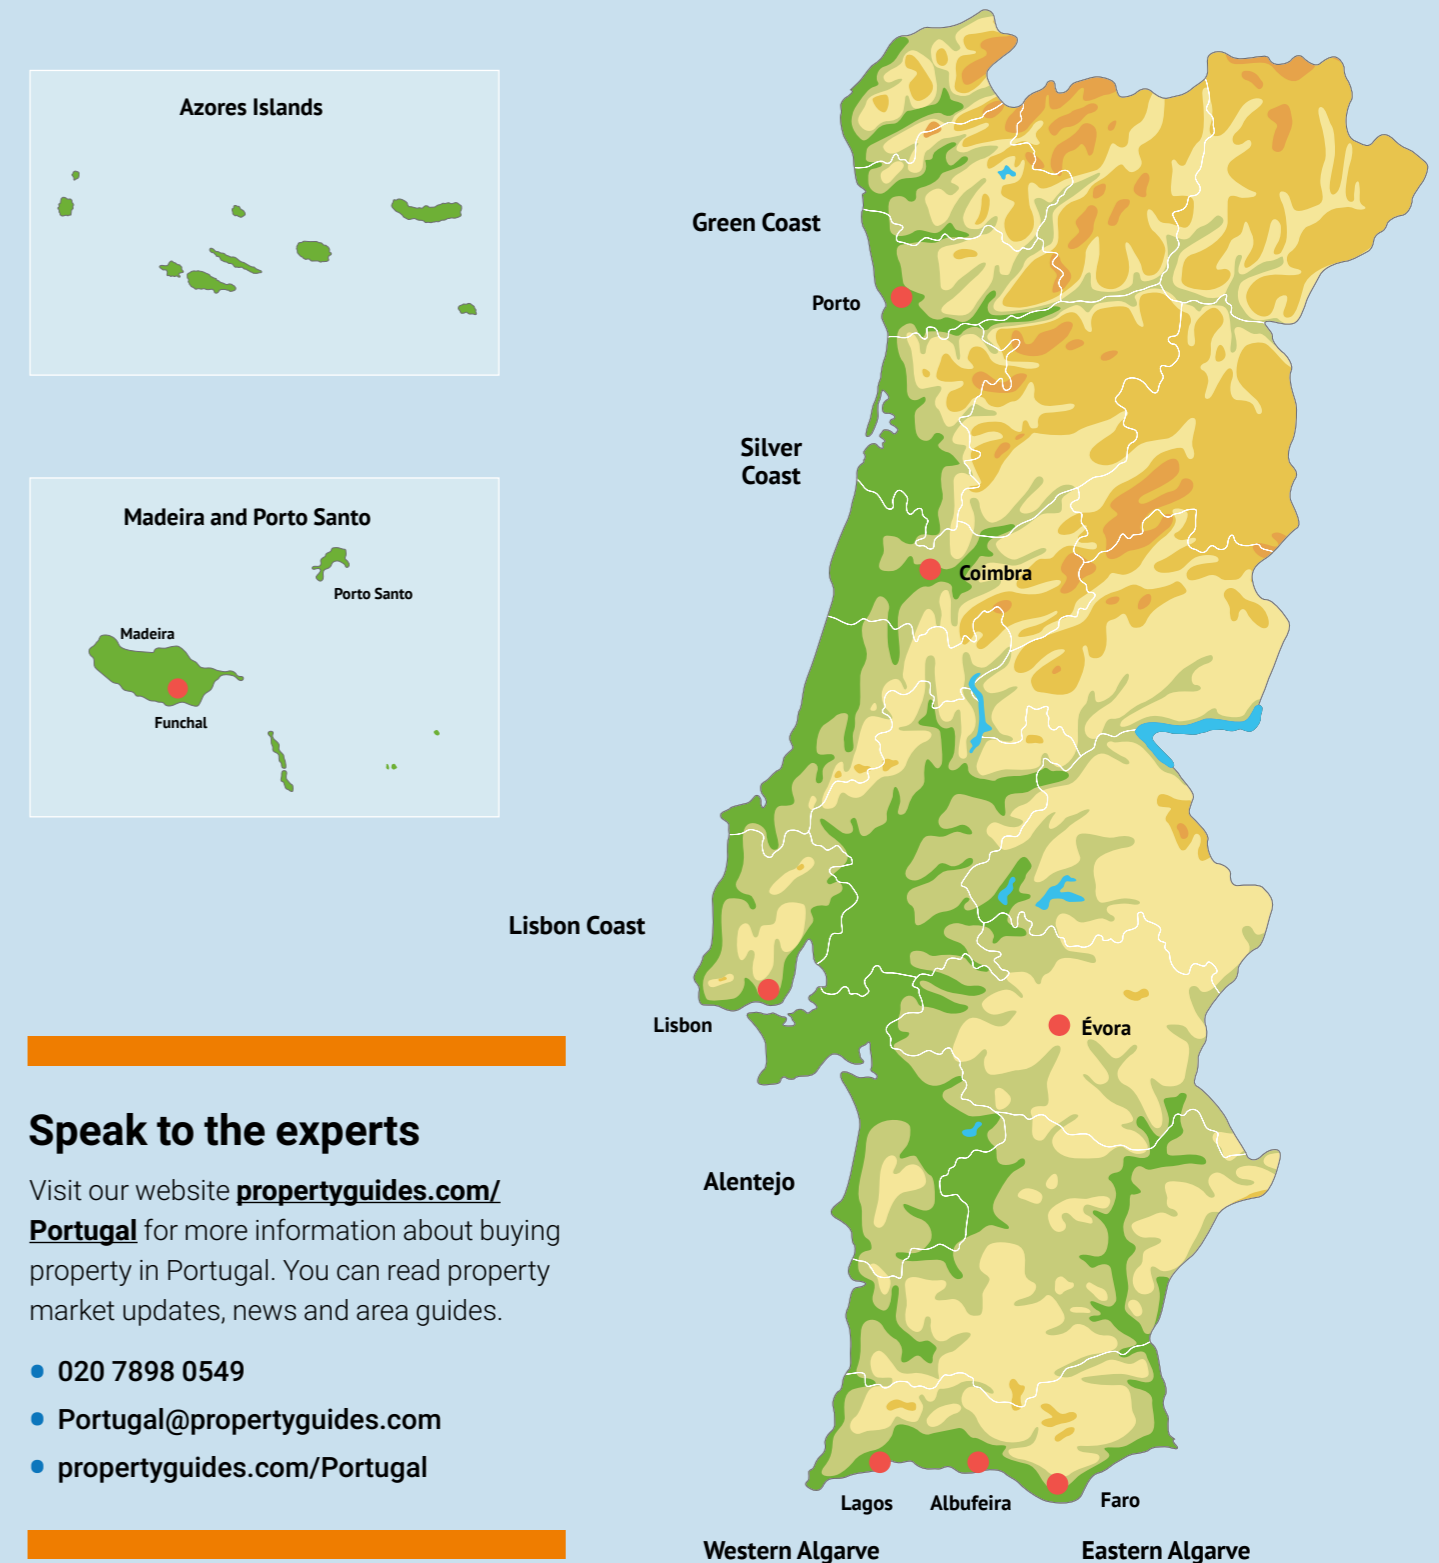 Azores Islands
Madeira and Porto Santo
Porto Santo
Madeira
Funchal
Green Coast
Porto
Silver
Coast
Coimbra
Lisbon Coast
Lisbon
Évora
Alentejo
Lagos
Albufeira
Faro
Western Algarve
Eastern Algarve
Speak to the experts
Visit our website propertyguides.com/
Portugal for more information about buying
property in Portugal. You can read property
market updates, news and area guides.
• 020 7898 0549
• Portugal@propertyguides.com
• propertyguides.com/Portugal